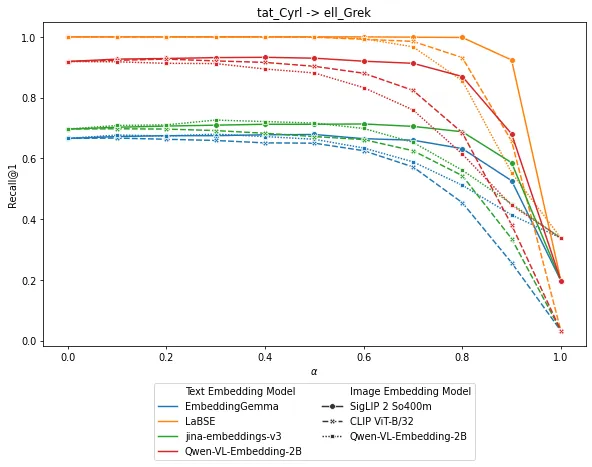 tat_Cyrl -> ell_Grek
Recall@1
1.0
0.8
0.6
0.4
0.2
0.0
0.0 0.2 0.4 0.6 0.8 1.0
α
Text Embedding Model
EmbeddingGemma
LaBSE
jina-embeddings-v3
Qwen-VL-Embedding-2B
Image Embedding Model
SigLIP 2 So400m
CLIP ViT-B/32
Qwen-VL-Embedding-2B